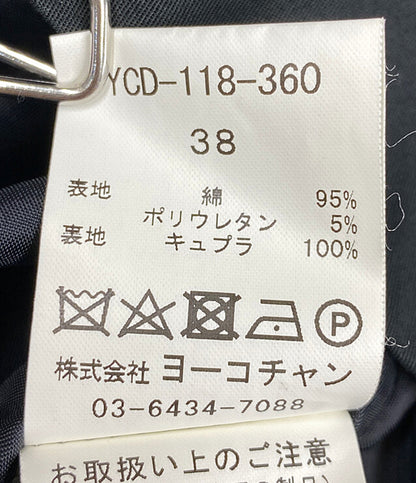 YCD-118-360
38
表地 綿 95%
ポリウレタン 5%
裏地 キュプラ 100%
P
株式会社 ヨーコチャン
03-6434-7088
お取扱い上のご注意